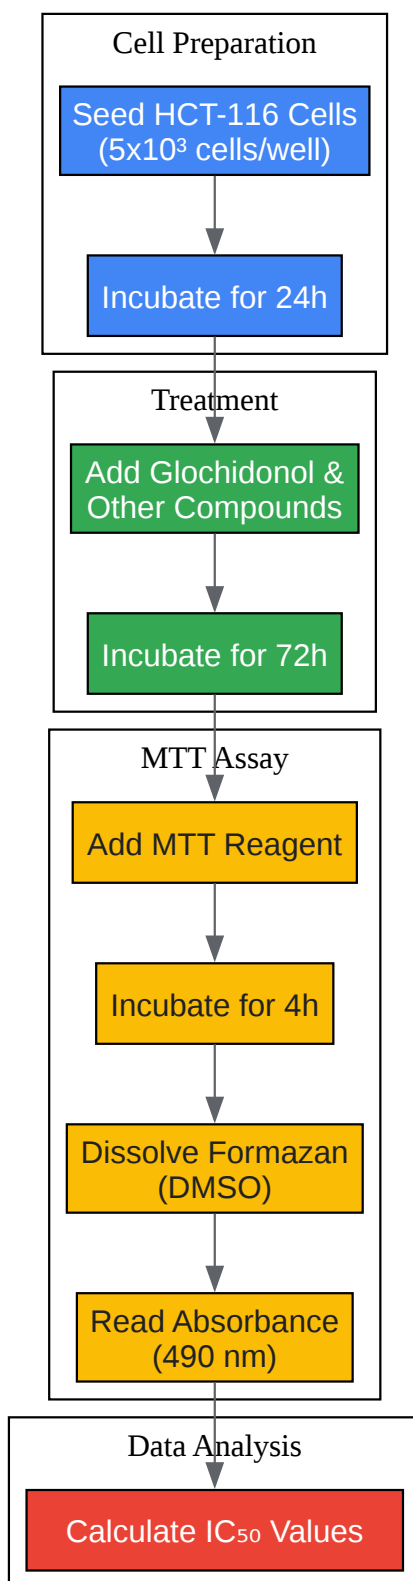 Cell Preparation
Seed HCT-116 Cells
(5x10³ cells/well)
Incubate for 24h
Treatment
Add Glochidonol &
Other Compounds
Incubate for 72h
MTT Assay
Add MTT Reagent
Incubate for 4h
Dissolve Formazan
(DMSO)
Read Absorbance
(490 nm)
Data Analysis
Calculate IC₅₀ Values